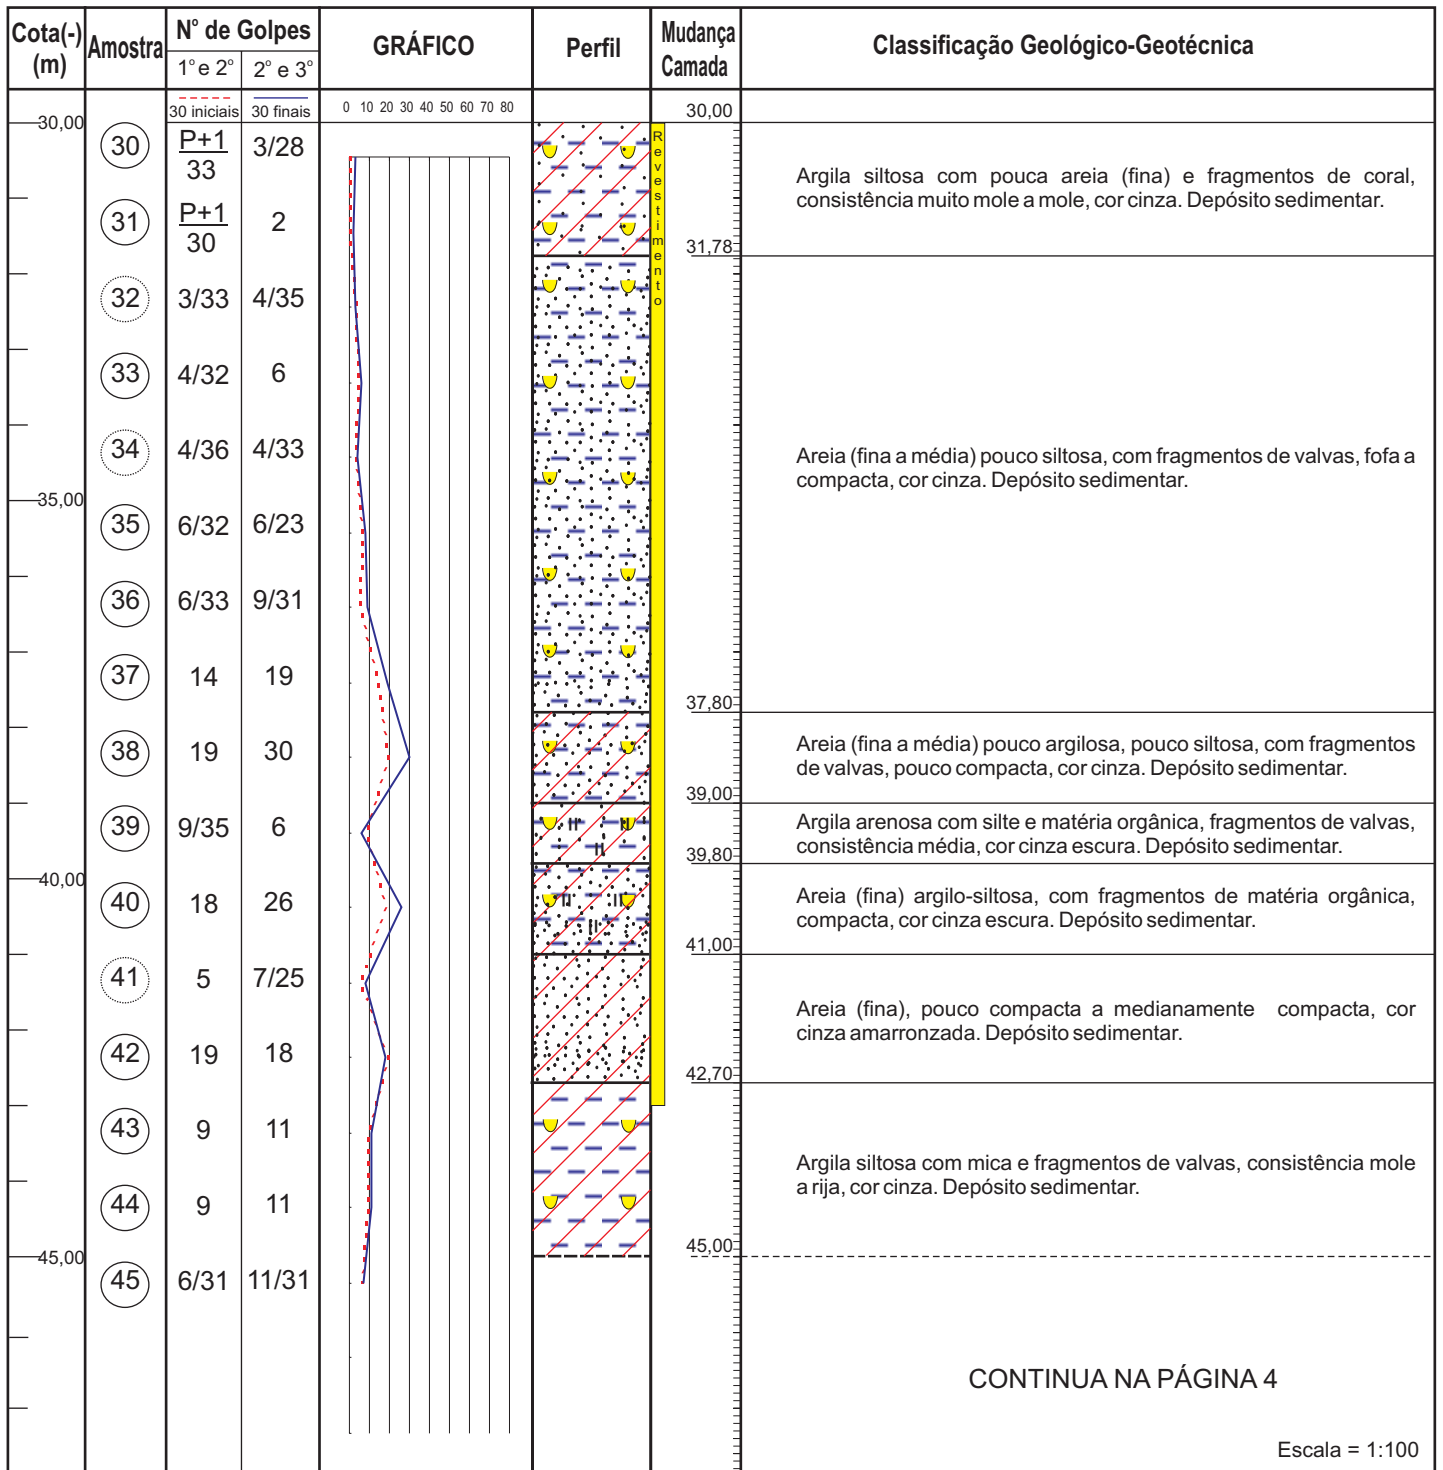 Cota(-) (m) Amostra N° de Golpes GRÁFICO Perfil Mudança Camada Classificação Geológico-Geotécnica
1° e 2° 2° e 3°
30 iniciais 30 finais 0 10 20 30 40 50 60 70 80 30,00
30,00
30 P+1/33 3/28
Revestimento
Argila siltosa com pouca areia (fina) e fragmentos de coral,
consistência muito mole a mole, cor cinza. Depósito sedimentar.
31 P+1/30 2
31,78
32 3/33 4/35
33 4/32 6
34 4/36 4/33
Areia (fina a média) pouco siltosa, com fragmentos de valvas, fofa a
compacta, cor cinza. Depósito sedimentar.
35,00
35 6/32 6/23
36 6/33 9/31
37 14 19
37,80
38 19 30
Areia (fina a média) pouco argilosa, pouco siltosa, com fragmentos
de valvas, pouco compacta, cor cinza. Depósito sedimentar.
39,00
39 9/35 6
Argila arenosa com silte e matéria orgânica, fragmentos de valvas,
consistência média, cor cinza escura. Depósito sedimentar.
39,80
40,00
40 18 26
Areia (fina) argilo-siltosa, com fragmentos de matéria orgânica,
compacta, cor cinza escura. Depósito sedimentar.
41,00
41 5 7/25
Areia (fina), pouco compacta a medianamente compacta, cor
cinza amarronzada. Depósito sedimentar.
42 19 18
42,70
43 9 11
Argila siltosa com mica e fragmentos de valvas, consistência mole
a rija, cor cinza. Depósito sedimentar.
44 9 11
45,00
45,00
45 6/31 11/31
CONTINUA NA PÁGINA 4
Escala = 1:100